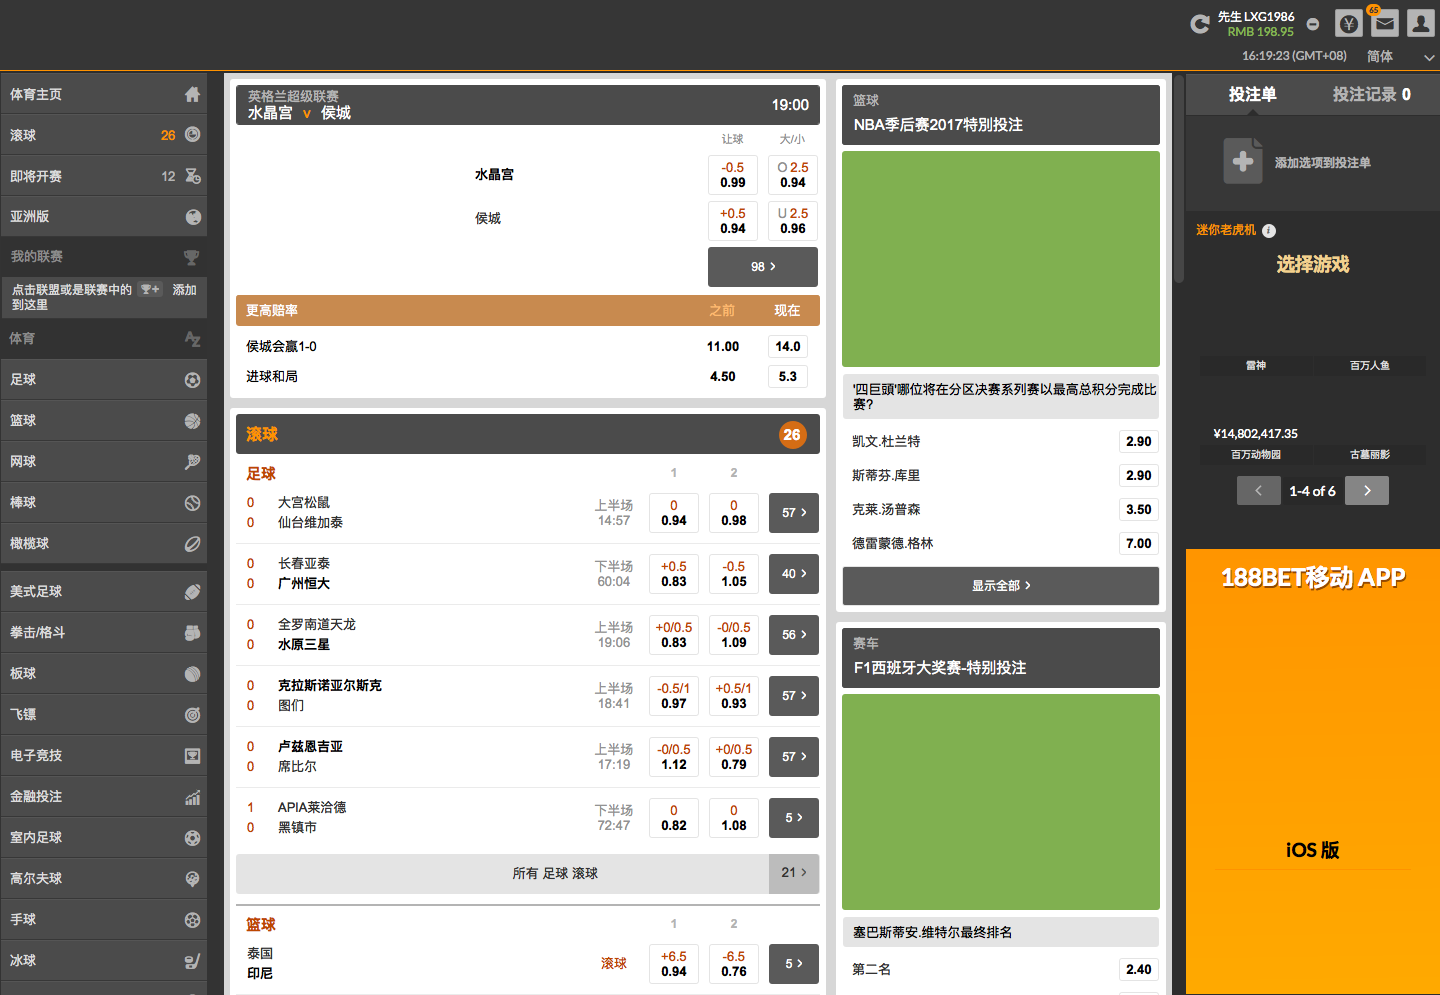 先生 LXG1986
RMB 198.95
65
16:19:23 (GMT+08) 简体
体育主页
滚球 26
即将开赛 12
亚洲版
我的联赛
点击联盟或是联赛中的 添加
到这里
体育
足球
篮球
网球
棒球
橄榄球
美式足球
拳击/格斗
板球
飞镖
电子竞技
金融投注
室内足球
高尔夫球
手球
冰球
英格兰超级联赛
水晶宫 v 侯城 19:00
让球 大/小
水晶宫
-0.5 O 2.5
0.99 0.94
侯城
+0.5 U 2.5
0.94 0.96
98
更高赔率 之前 现在
侯城会赢1-0 11.00 14.0
进球和局 4.50 5.3
滚球 26
足球 1 2
0 大宫松鼠 上半场 0 0
0 仙台维加泰 14:57 0.94 0.98 57
0 长春亚泰 下半场 +0.5 -0.5
0 广州恒大 60:04 0.83 1.05 40
0 全罗南道天龙 上半场 +0/0.5 -0/0.5
0 水原三星 19:06 0.83 1.09 56
0 克拉斯诺亚尔斯克 上半场 -0.5/1 +0.5/1
0 图们 18:41 0.97 0.93 57
0 卢兹恩吉亚 上半场 -0/0.5 +0/0.5
0 席比尔 17:19 1.12 0.79 57
1 APIA莱洽德 下半场 0 0
0 黑镇市 72:47 0.82 1.08 5
所有 足球 滚球 21
篮球 1 2
泰国 滚球 +6.5 -6.5
印尼 0.94 0.76 5
篮球
NBA季后赛2017特别投注
'四巨頭'哪位将在分区决赛系列赛以最高总积分完成比
赛?
凯文.杜兰特 2.90
斯蒂芬.库里 2.90
克莱.汤普森 3.50
德雷蒙德.格林 7.00
显示全部
赛车
F1西班牙大奖赛-特别投注
塞巴斯蒂安.维特尔最终排名
第二名 2.40
投注单 投注记录 0
添加选项到投注单
迷你老虎机
选择游戏
雷神 百万人鱼
¥14,802,417.35
百万动物园 古墓丽影
1-4 of 6
188BET移动 APP
iOS 版